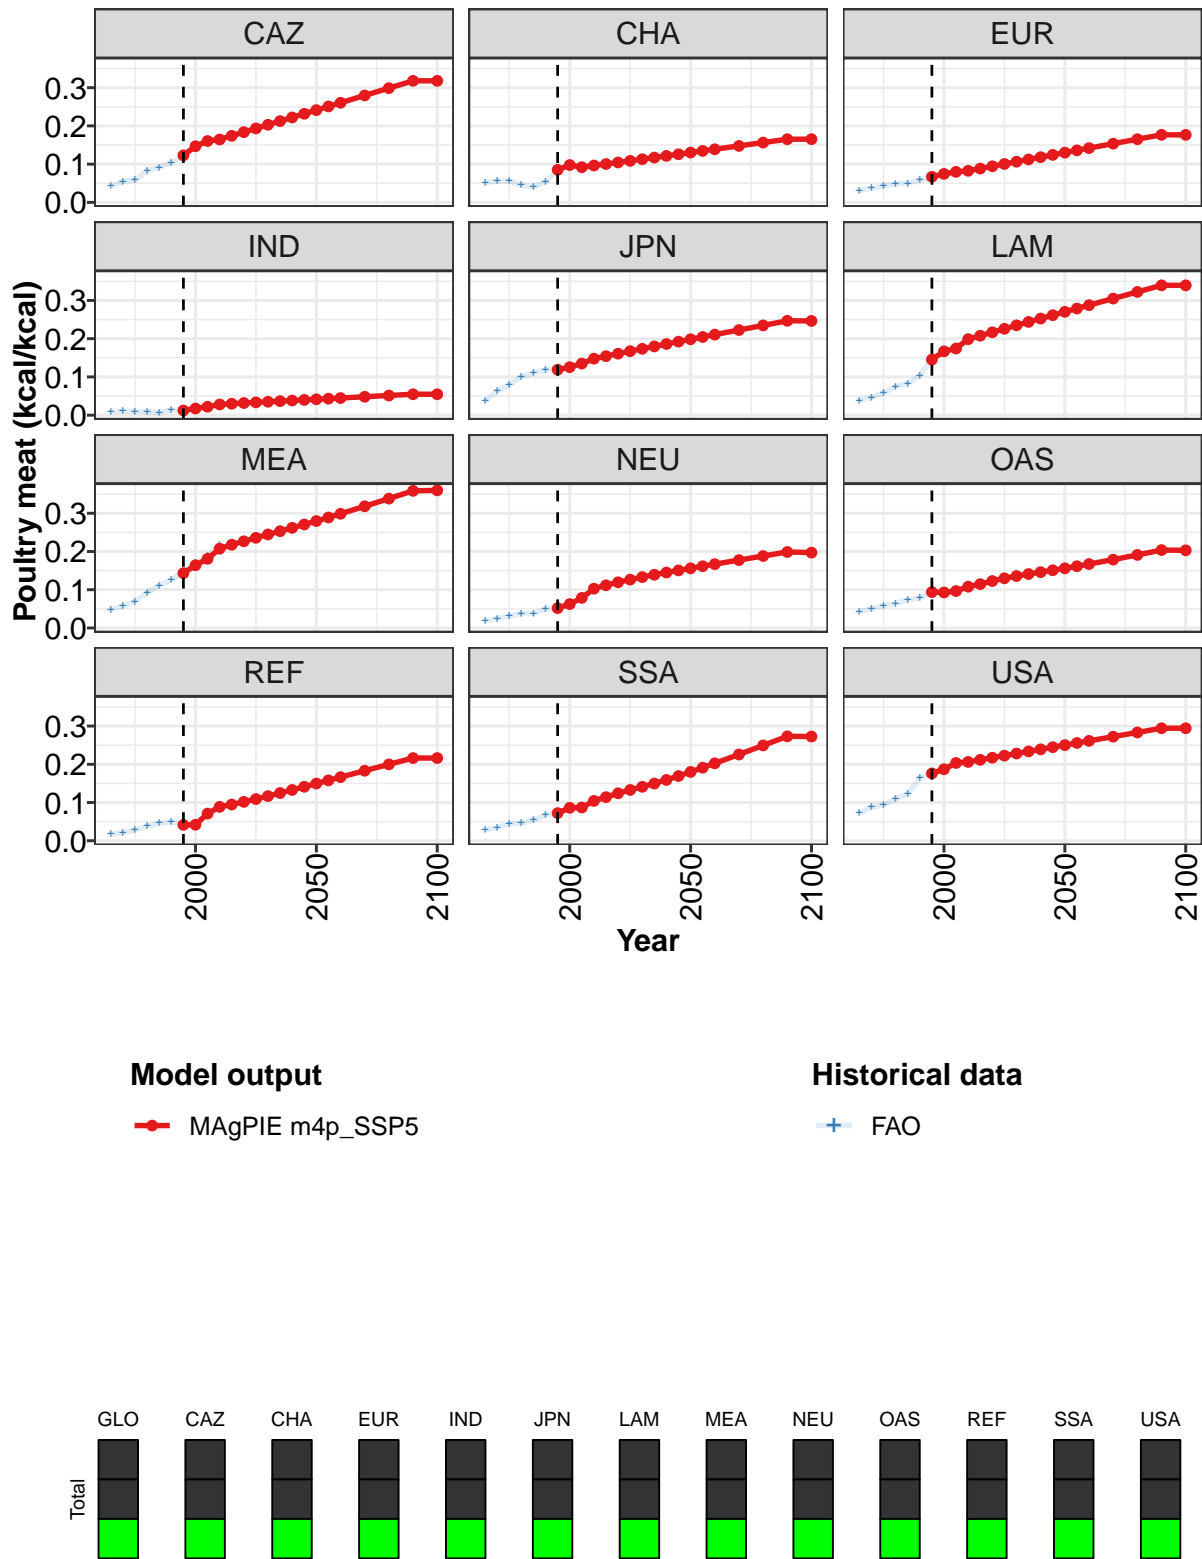 CAZ CHA EUR
0.3
0.2
0.1
0.0
IND JPN LAM
0.3
0.2
0.1
0.0
MEA NEU OAS
0.3
0.2
0.1
0.0
REF SSA USA
0.3
0.2
0.1
0.0
Poultry meat (kcal/kcal)
2000 2050 2100 2000 2050 2100 2000 2050 2100
Year
Model output Historical data
MAgPIE m4p_SSP5 FAO
GLO CAZ CHA EUR IND JPN LAM MEA NEU OAS REF SSA USA
Total